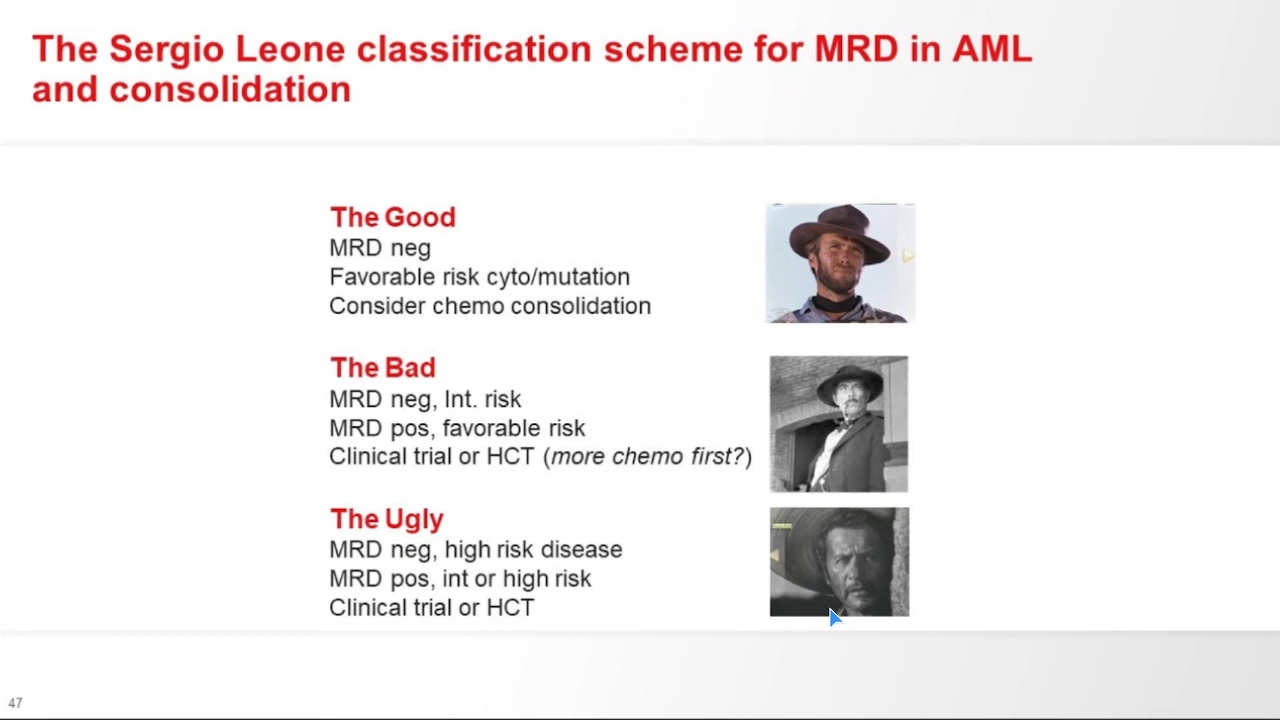 The Sergio Leone classification scheme for MRD in AML
and consolidation
The Good
MRD neg
Favorable risk cyto/mutation
Consider chemo consolidation
The Bad
MRD neg, Int. risk
MRD pos, favorable risk
Clinical trial or HCT (more chemo first?)
The Ugly
MRD neg, high risk disease
MRD pos, int or high risk
Clinical trial or HCT
47